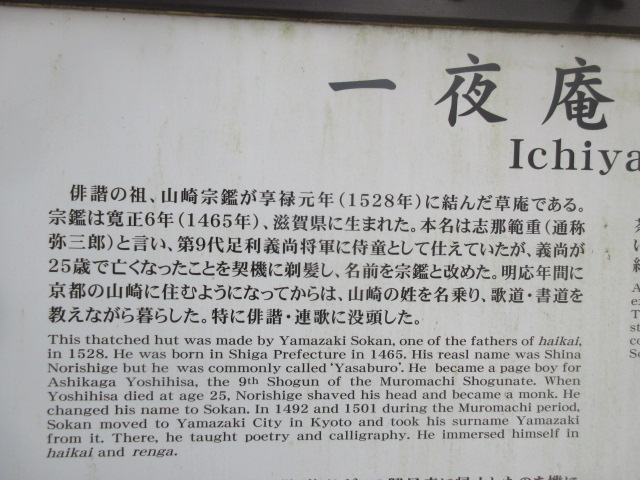 一夜庵
Ichiya
俳諧の祖、山崎宗鑑が享禄元年(1528年)に結んだ草庵である。
宗鑑は寛正6年(1465年)、滋賀県に生まれた。本名は志那範重(通称
弥三郎)と言い、第9代足利義尚将軍に侍童として仕えていたが、義尚が
25歳で亡くなったことを契機に剃髪し、名前を宗鑑と改めた。明応年間に
京都の山崎に住むようになってからは、山崎の姓を名乗り、歌道・書道を
教えながら暮らした。特に俳諧・連歌に没頭した。
This thatched hut was made by Yamazaki Sokan, one of the fathers of haikai,
in 1528. He was born in Shiga Prefecture in 1465. His reasl name was Shina
Norishige but he was commonly called 'Yasaburo'. He became a page boy for
Ashikaga Yoshihisa, the 9th Shogun of the Muromachi Shogunate. When
Yoshihisa died at age 25, Norishige shaved his head and became a monk. He
changed his name to Sokan. In 1492 and 1501 during the Muromachi period,
Sokan moved to Yamazaki City in Kyoto and took his surname Yamazaki
from it. There, he taught poetry and calligraphy. He immersed himself in
haikai and renga.